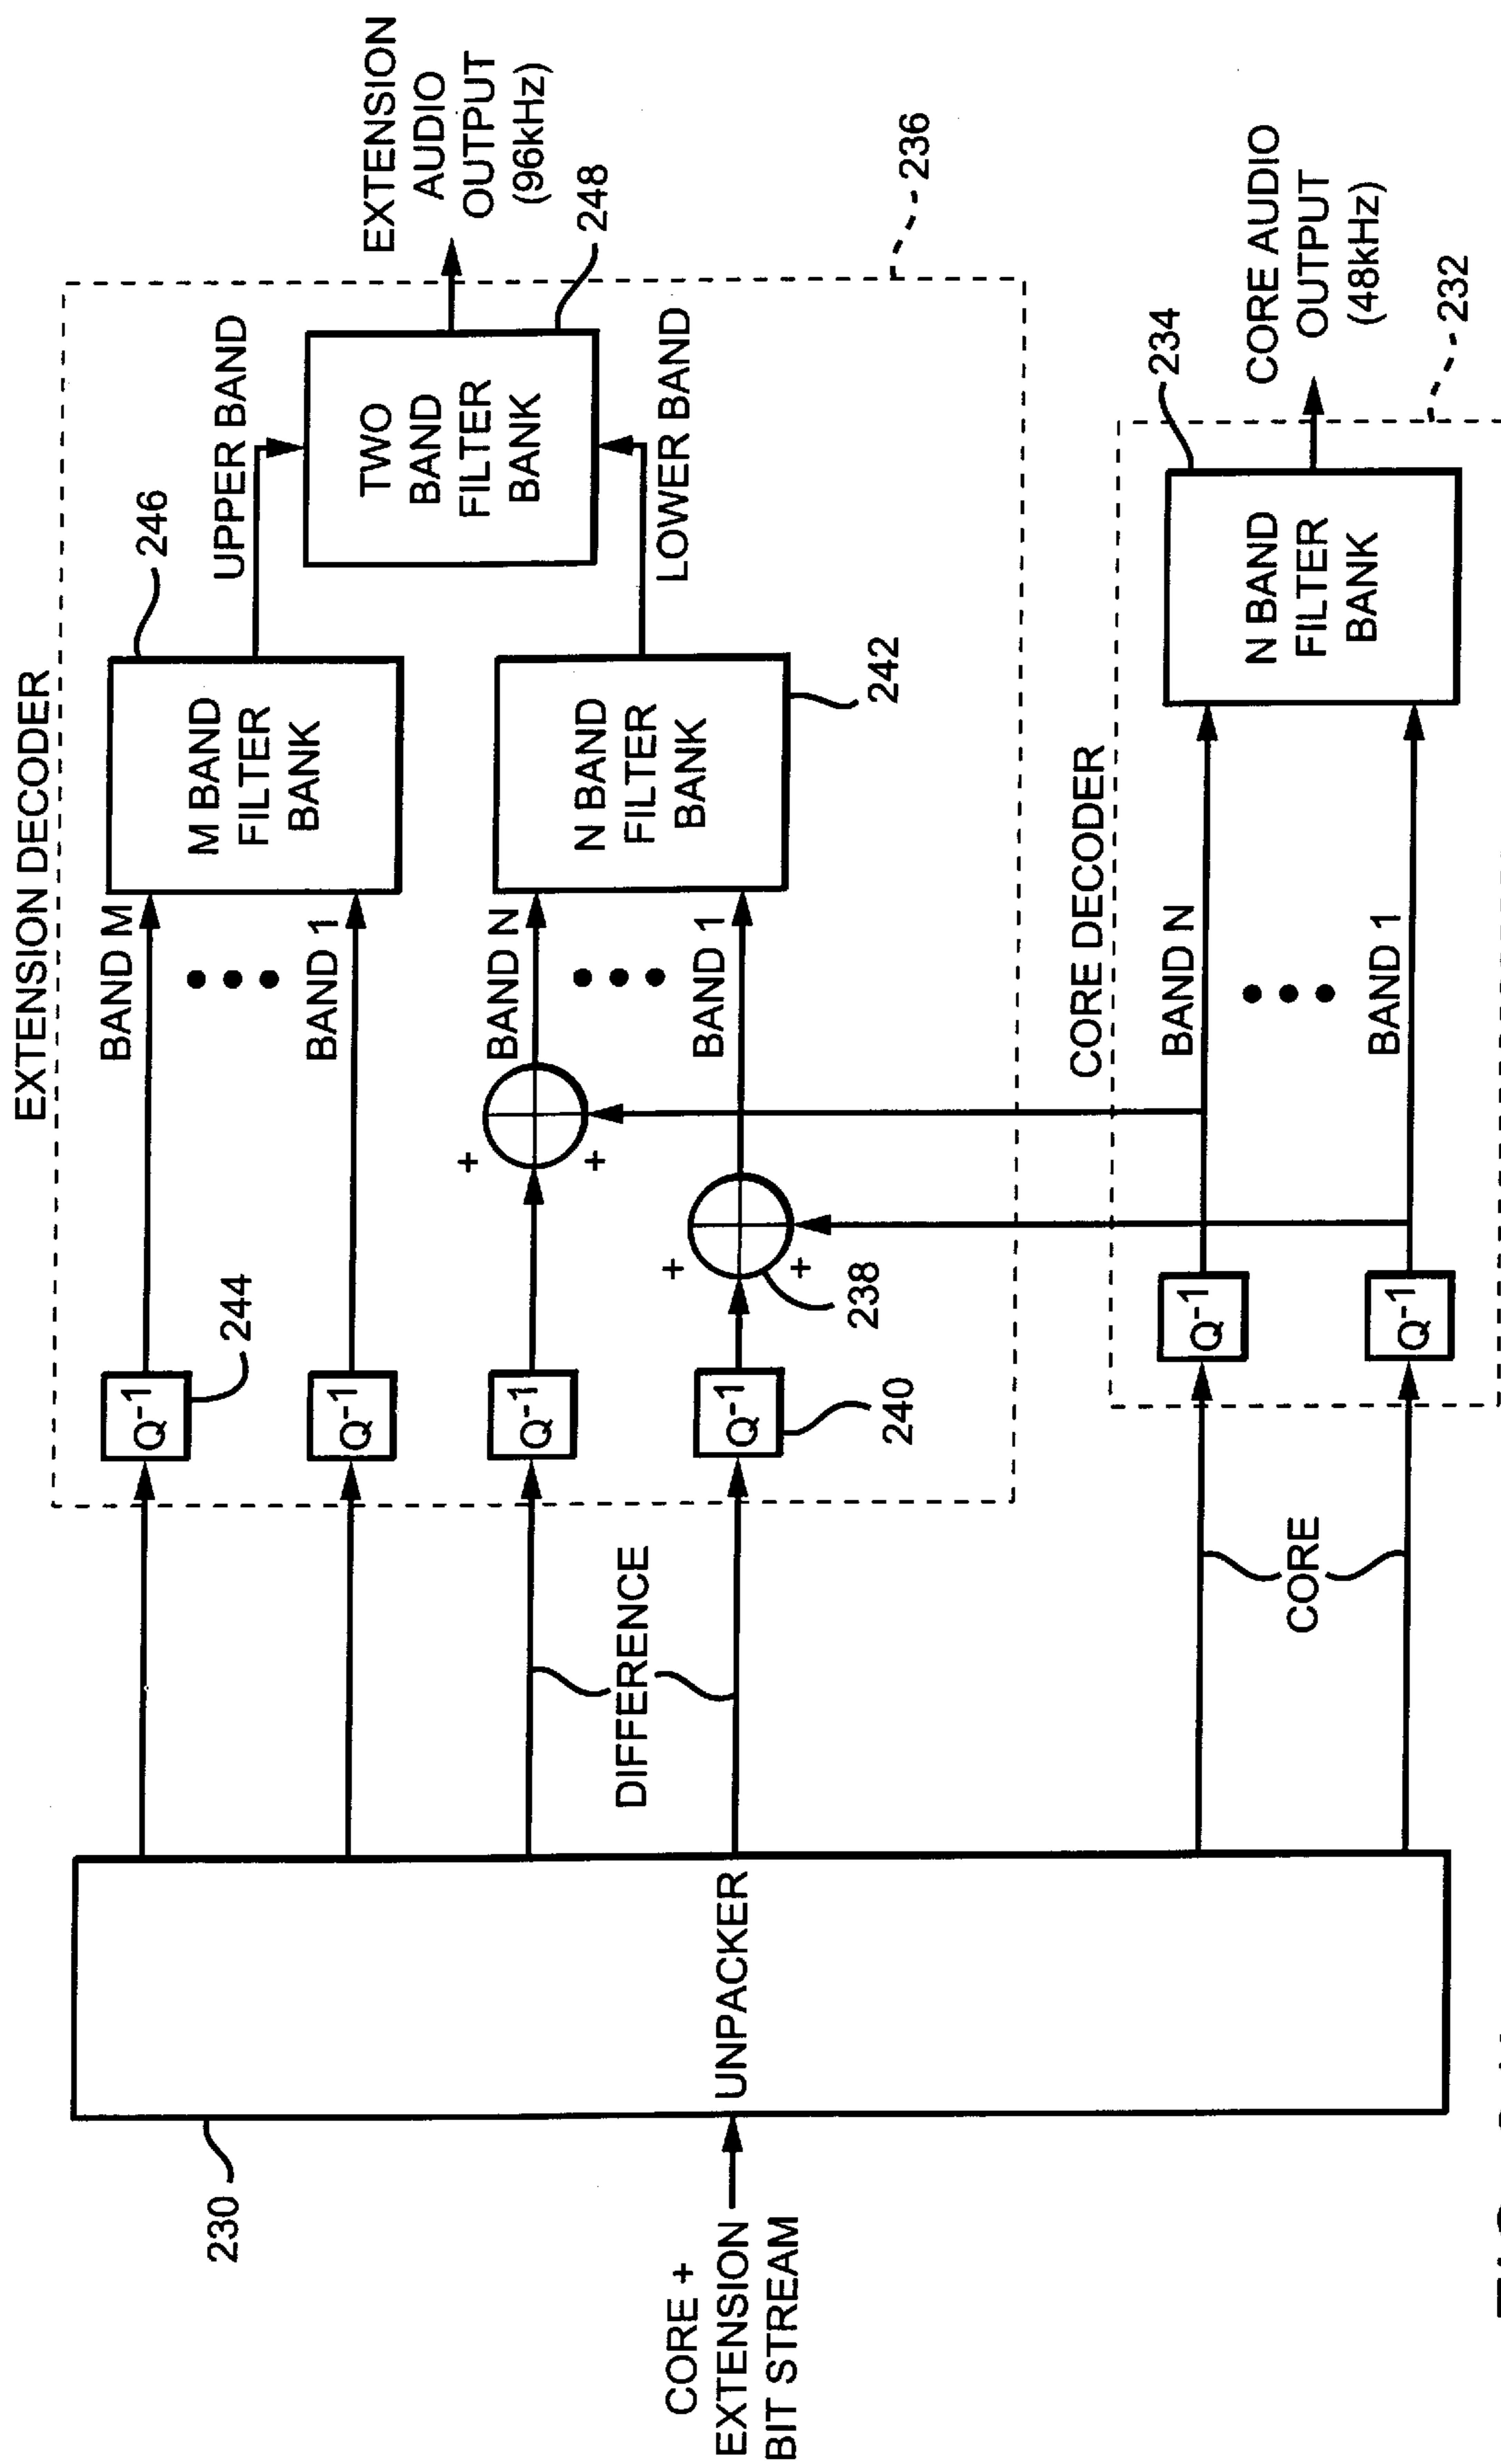 EXTENSION DECODER
BAND M
BAND 1
BAND N
BAND 1
Q-1
244
Q-1
Q-1
Q-1
240
238
+
+
+
+
M BAND
FILTER
BANK
246
N BAND
FILTER
BANK
242
UPPER BAND
LOWER BAND
TWO
BAND
FILTER
BANK
248
EXTENSION
AUDIO
OUTPUT
(96kHz)
236
230
CORE +
EXTENSION
BIT STREAM
UNPACKER
DIFFERENCE
CORE
CORE DECODER
Q-1
Q-1
BAND N
BAND 1
N BAND
FILTER
BANK
234
CORE AUDIO
OUTPUT
(48kHz)
232